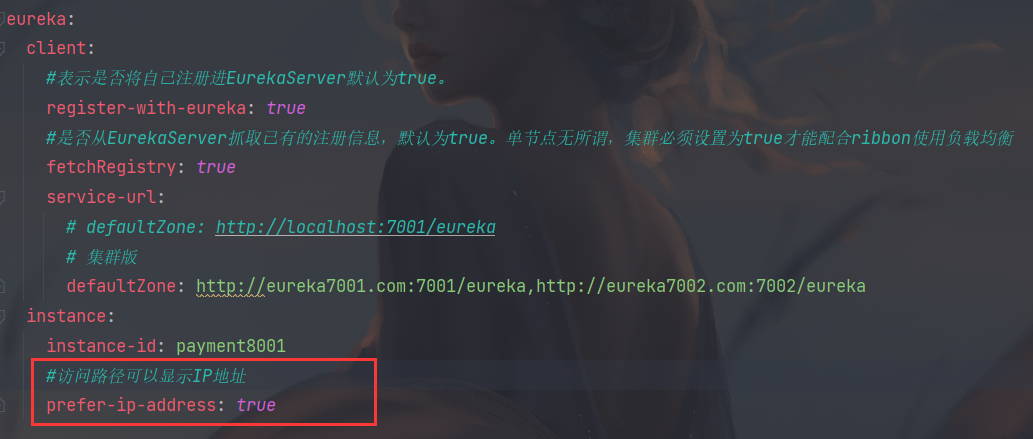 eureka:
client:
#表示是否将自己注册进EurekaServer默认为true。
register-with-eureka: true
#是否从EurekaServer抓取已有的注册信息，默认为true。单节点无所谓，集群必须设置为true才能配合ribbon使用负载均衡
fetchRegistry: true
service-url:
# defaultZone: http://localhost:7001/eureka
# 集群版
defaultZone: http://eureka7001.com:7001/eureka,http://eureka7002.com:7002/eureka
instance:
instance-id: payment8001
#访问路径可以显示IP地址
prefer-ip-address: true